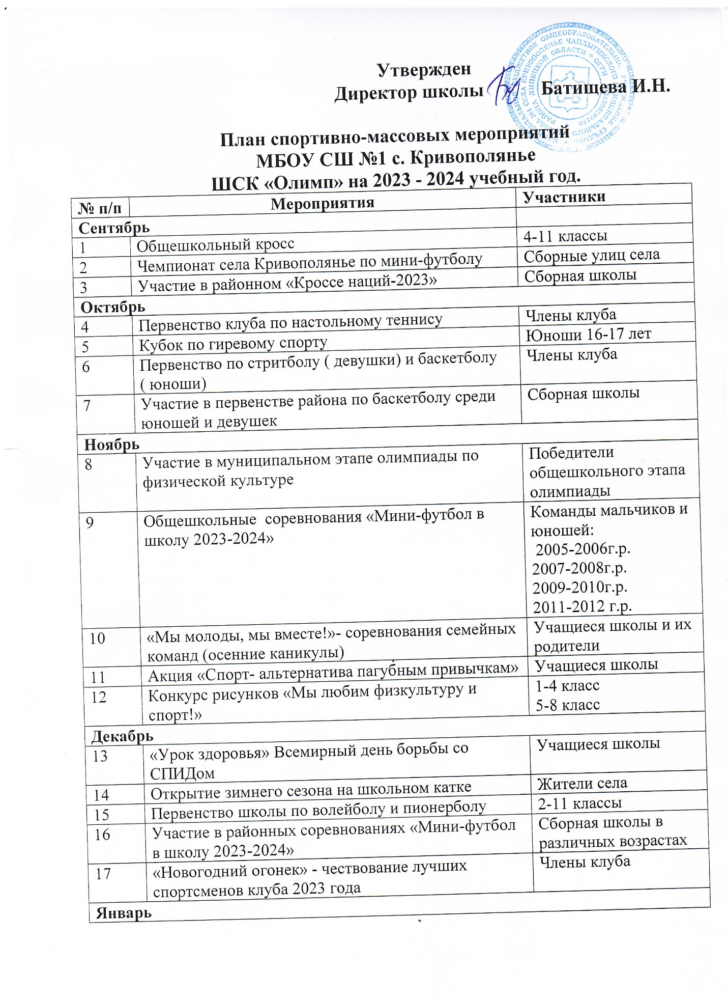 Утвержден
Директор школы Батищева И.Н.
План спортивно-массовых мероприятий
МБОУ СШ №1 с. Кривополянье
ШСК «Олимп» на 2023 - 2024 учебный год.
№ п/п Мероприятия Участники
Сентябрь
1 Общешкольный кросс 4-11 классы
2 Чемпионат села Кривополянье по мини-футболу Сборные улиц села
3 Участие в районном «Кроссе наций-2023» Сборная школы
Октябрь
4 Первенство клуба по настольному теннису Члены клуба
5 Кубок по гиревому спорту Юноши 16-17 лет
6 Первенство по стритболу ( девушки) и баскетболу Члены клуба
( юноши)
7 Участие в первенстве района по баскетболу среди Сборная школы
юношей и девушек
Ноябрь
8 Участие в муниципальном этапе олимпиады по Победители
физической культуре общешкольного этапа
олимпиады
9 Общешкольные соревнования «Мини-футбол в Команды мальчиков и
школу 2023-2024» юношей:
2005-2006г.р.
2007-2008г.р.
2009-2010г.р.
2011-2012 г.р.
10 «Мы молоды, мы вместе!»- соревнования семейных Учащиеся школы и их
команд (осенние каникулы) родители
11 Акция «Спорт- альтернатива пагубным привычкам» Учащиеся школы
12 Конкурс рисунков «Мы любим физкультуру и 1-4 класс
спорт!» 5-8 класс
Декабрь
13 «Урок здоровья» Всемирный день борьбы со Учащиеся школы
СПИДом
14 Открытие зимнего сезона на школьном катке Жители села
15 Первенство школы по волейболу и пионерболу 2-11 классы
16 Участие в районных соревнованиях «Мини-футбол Сборная школы в
в школу 2023-2024» различных возрастах
17 «Новогодний огонек» - чествование лучших Члены клуба
спортсменов клуба 2023 года
Январь